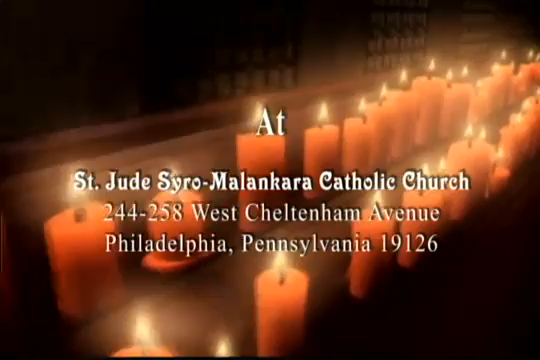 At
St. Jude Syro-Malankara Catholic Church
244-258 West Cheltenham Avenue
Philadelphia, Pennsylvania 19126